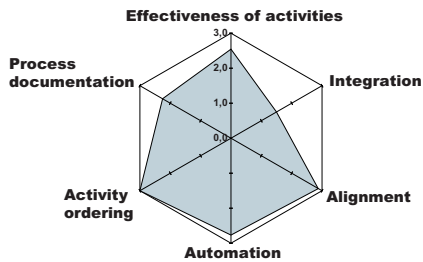 Effectiveness of activities
3,0
Process
documentation
2,0
Integration
1,0
0,0
Activity
ordering
Alignment
Automation